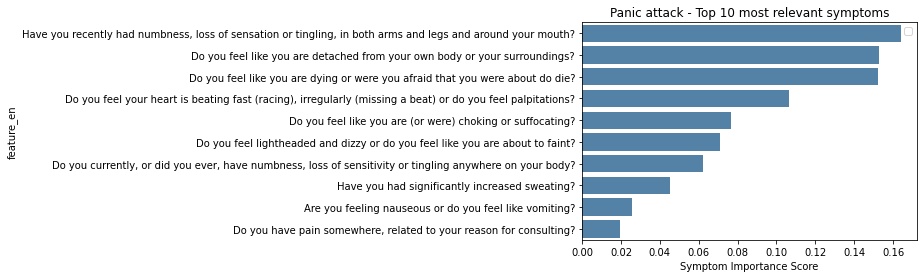 Panic attack - Top 10 most relevant symptoms
Have you recently had numbness, loss of sensation or tingling, in both arms and legs and around your mouth?
Do you feel like you are detached from your own body or your surroundings?
Do you feel like you are dying or were you afraid that you were about do die?
Do you feel your heart is beating fast (racing), irregularly (missing a beat) or do you feel palpitations?
Do you feel like you are (or were) choking or suffocating?
Do you feel lightheaded and dizzy or do you feel like you are about to faint?
Do you currently, or did you ever, have numbness, loss of sensitivity or tingling anywhere on your body?
Have you had significantly increased sweating?
Are you feeling nauseous or do you feel like vomiting?
Do you have pain somewhere, related to your reason for consulting?
feature_en
0.00 0.02 0.04 0.06 0.08 0.10 0.12 0.14 0.16
Symptom Importance Score